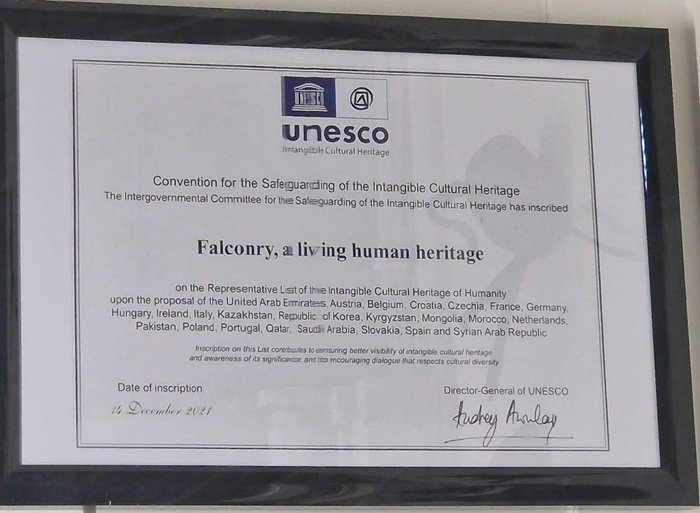 UNESCO
unesco
Intangible Cultural Heritage
Convention for the Safeguarding of the Intangible Cultural Heritage
The Intergovernmental Committee for the Safeguarding of the Intangible Cultural Heritage has inscribed
Falconry, a living human heritage
on the Representative List of the Intangible Cultural Heritage of Humanity
upon the proposal of the United Arab Emirates, Austria, Belgium, Croatia, Czechia, France, Germany,
Hungary, Ireland, Italy, Kazakhstan, Republic of Korea, Kyrgyzstan, Mongolia, Morocco, Netherlands,
Pakistan, Poland, Portugal, Qatar, Saudi Arabia, Slovakia, Spain and Syrian Arab Republic
Inscription on this List contributes to ensuring better visibility of intangible cultural heritage
and awareness of its significance, and to encouraging dialogue that respects cultural diversity
Date of inscription
14 December 2021
Director-General of UNESCO
Audrey Azoulay